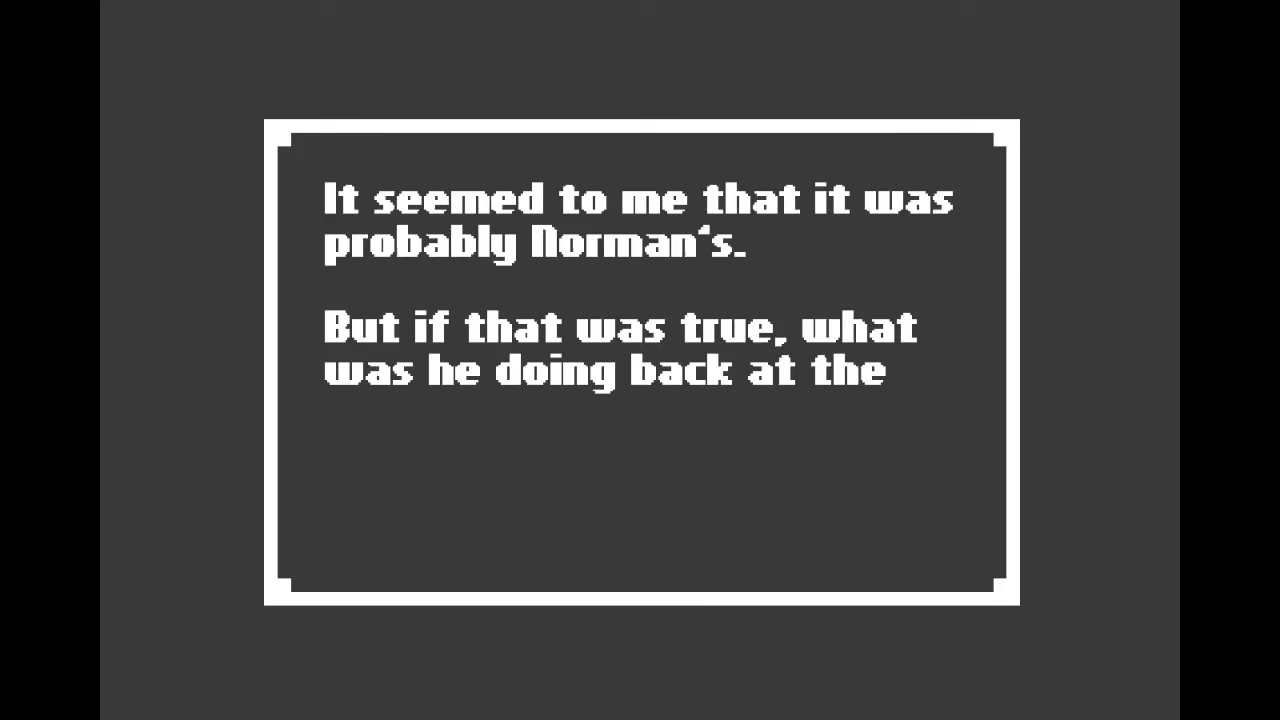 It seemed to me that it was
probably Norman's.
But if that was true, what
was he doing back at the